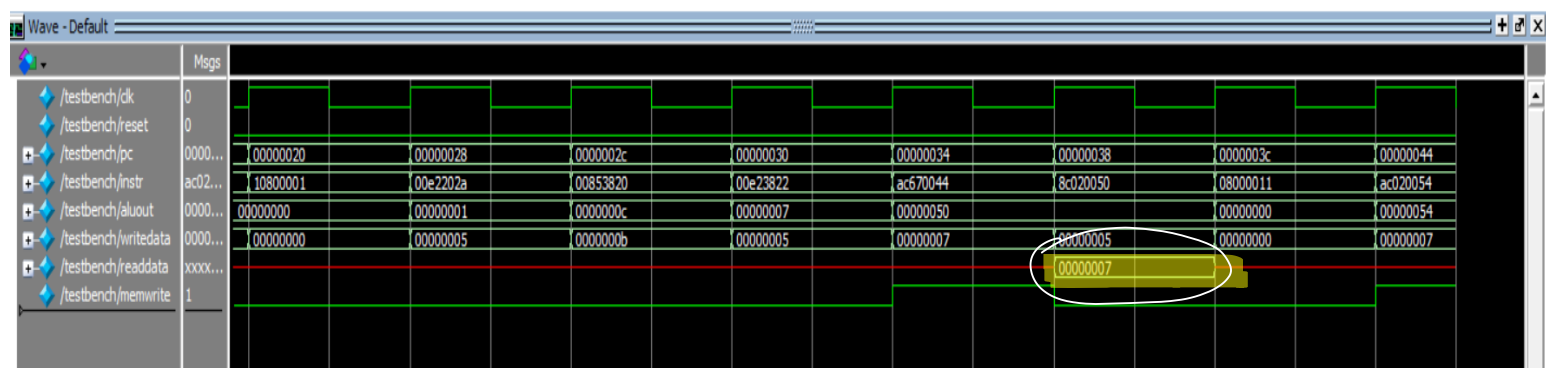 Wave - Default
Msgs
/testbench/clk 0
/testbench/reset 0
/testbench/pc 0000... 00000020 00000028 0000002c 00000030 00000034 00000038 0000003c 00000044
/testbench/instr ac02... 10800001 00e2202a 00853820 00e23822 ac670044 8c020050 08000011 ac020054
/testbench/aluout 0000... 00000000 00000001 0000000c 00000007 00000050 00000000 00000054
/testbench/writedata 0000... 00000000 00000005 0000000b 00000005 00000007 00000005 00000000 00000007
/testbench/readdata xxxx... 00000007
/testbench/memwrite 1